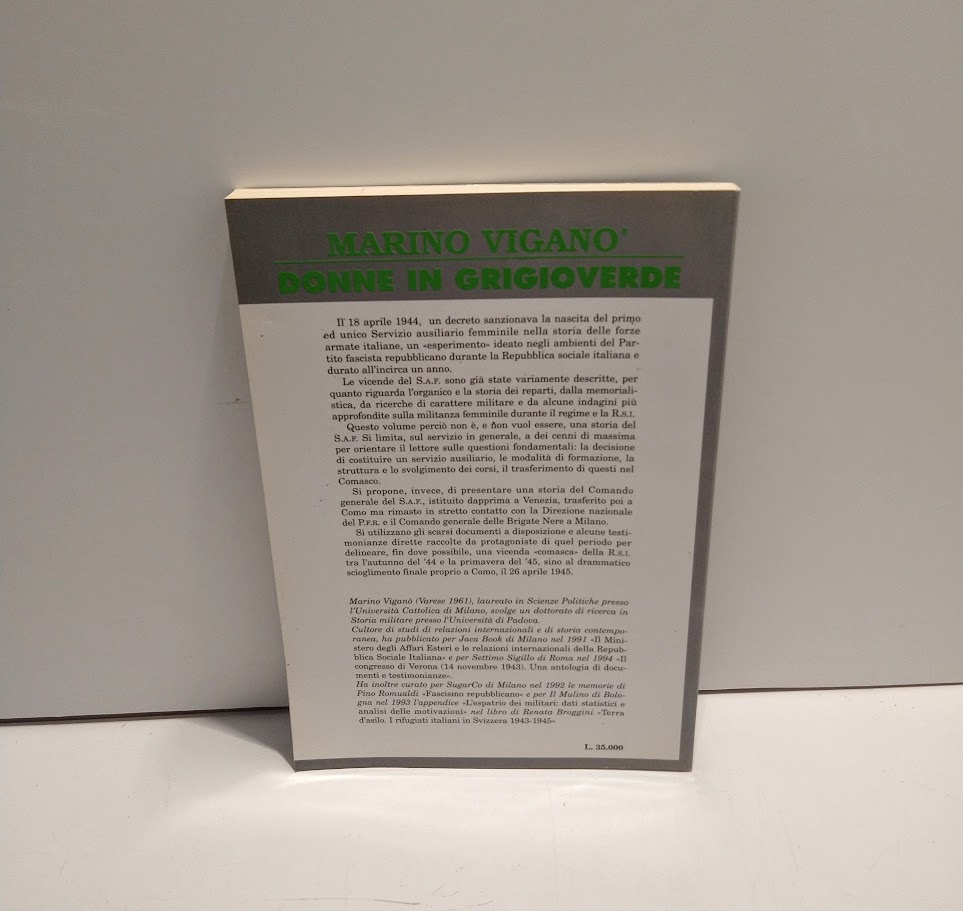 MARINO VIGANO'
DONNE IN GRIGIOVERDE
Il 18 aprile 1944, un decreto sanzionava la nascita del primo
ed unico Servizio ausiliario femminile nella storia delle forze
armate italiane, un «esperimento» ideato negli ambienti del Par-
tito fascista repubblicano durante la Repubblica sociale italiana e
durato all'incirca un anno.
Le vicende del S.A.F. sono già state variamente descritte, per
quanto riguarda l'organico e la storia dei reparti, dalla memoriali-
stica, da ricerche di carattere militare e da alcune indagini più
approfondite sulla militanza femminile durante il regime e la R.S.I.
Questo volume perciò non è, e non vuol essere, una storia del
S.A.F. Si limita, sul servizio in generale, a dei cenni di massima
per orientare il lettore sulle questioni fondamentali: la decisione
di costituire un servizio ausiliario, le modalità di formazione, la
struttura e lo svolgimento dei corsi, il trasferimento di questi nel
Comasco.
Si propone, invece, di presentare una storia del Comando
generale del S.A.F., istituito dapprima a Venezia, trasferito poi a
Como ma rimasto in stretto contatto con la Direzione nazionale
del P.F.R. e il Comando generale delle Brigate Nere a Milano.
Si utilizzano gli scarsi documenti a disposizione e alcune testi-
monianze dirette raccolte da protagoniste di quel periodo per
delineare, fin dove possibile, una vicenda «comasca» della R.S.I.
tra l'autunno del '44 e la primavera del '45, sino al drammatico
scioglimento finale proprio a Como, il 26 aprile 1945.
Marino Viganò (Varese 1961), laureato in Scienze Politiche presso
l'Università Cattolica di Milano, svolge un dottorato di ricerca in
Storia militare presso l'Università di Padova.
Cultore di studi di relazioni internazionali e di storia contempo-
ranea, ha pubblicato per Jaca Book di Milano nel 1991 «Il Mini-
stero degli Affari Esteri e le relazioni internazionali della Repub-
blica Sociale Italiana» e per Settimo Sigillo di Roma nel 1994 «Il
congresso di Verona (14 novembre 1943). Una antologia di docu-
menti e testimonianze».
Ha inoltre curato per SugarCo di Milano nel 1992 le memorie di
Pino Romualdi «Fascismo repubblicano» e per Il Mulino di Bolo-
gna nel 1993 l'appendice «L'espatrio dei militari: dati statistici e
analisi delle motivazioni» nel libro di Renata Broggini «Terra
d'asilo. I rifugiati italiani in Svizzera 1943-1945»
L. 35.000